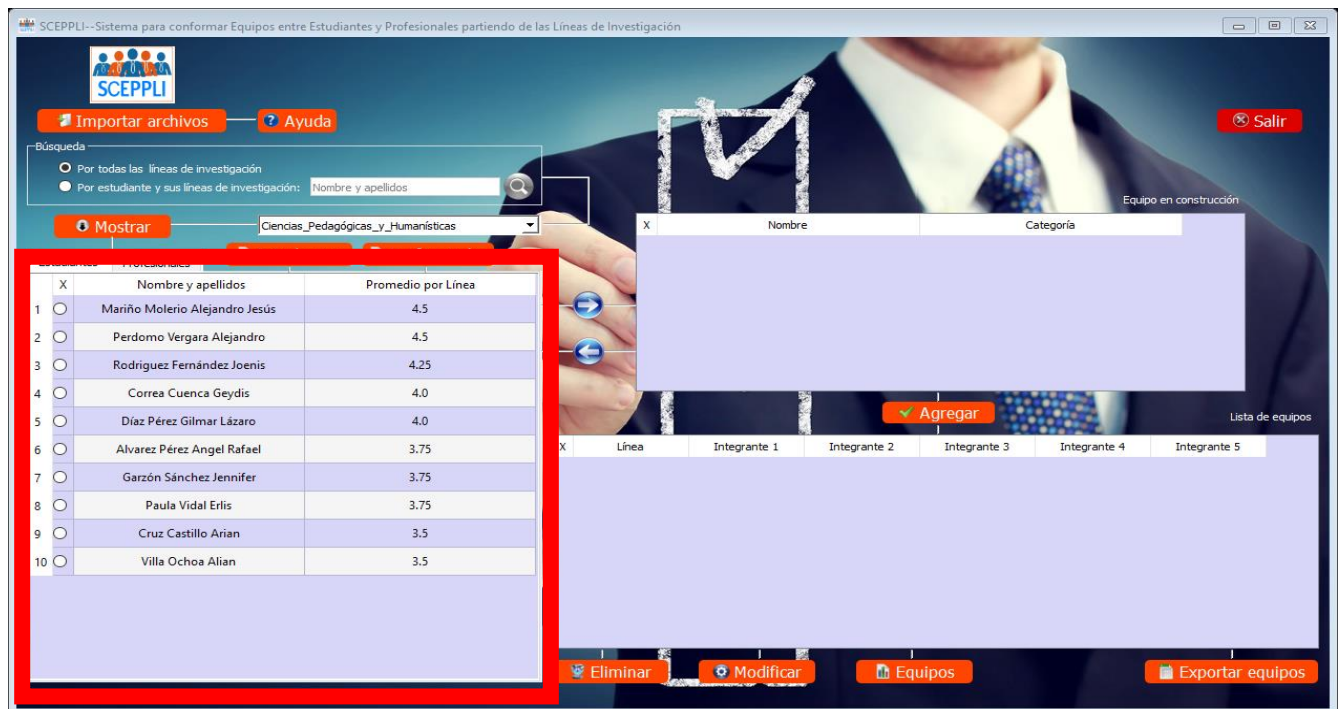 SCEPPLI--Sistema para conformar Equipos entre Estudiantes y Profesionales partiendo de las Líneas de Investigación
SCEPPLI
Importar archivos
Ayuda
Salir
Búsqueda
Por todas las líneas de investigación
Por estudiante y sus líneas de investigación: Nombre y apellidos
Mostrar
Ciencias_Pedagógicas_y_Humanísticas
Estudiantes Profesionales
X Nombre y apellidos Promedio por Línea
1 Mariño Molerio Alejandro Jesús 4.5
2 Perdomo Vergara Alejandro 4.5
3 Rodriguez Fernández Joenis 4.25
4 Correa Cuenca Geydis 4.0
5 Díaz Pérez Gilmar Lázaro 4.0
6 Alvarez Pérez Angel Rafael 3.75
7 Garzón Sánchez Jennifer 3.75
8 Paula Vidal Erlis 3.75
9 Cruz Castillo Arian 3.5
10 Villa Ochoa Alian 3.5
Equipo en construcción
X Nombre Categoría
Agregar
Lista de equipos
X Línea Integrante 1 Integrante 2 Integrante 3 Integrante 4 Integrante 5
Eliminar
Modificar
Equipos
Exportar equipos